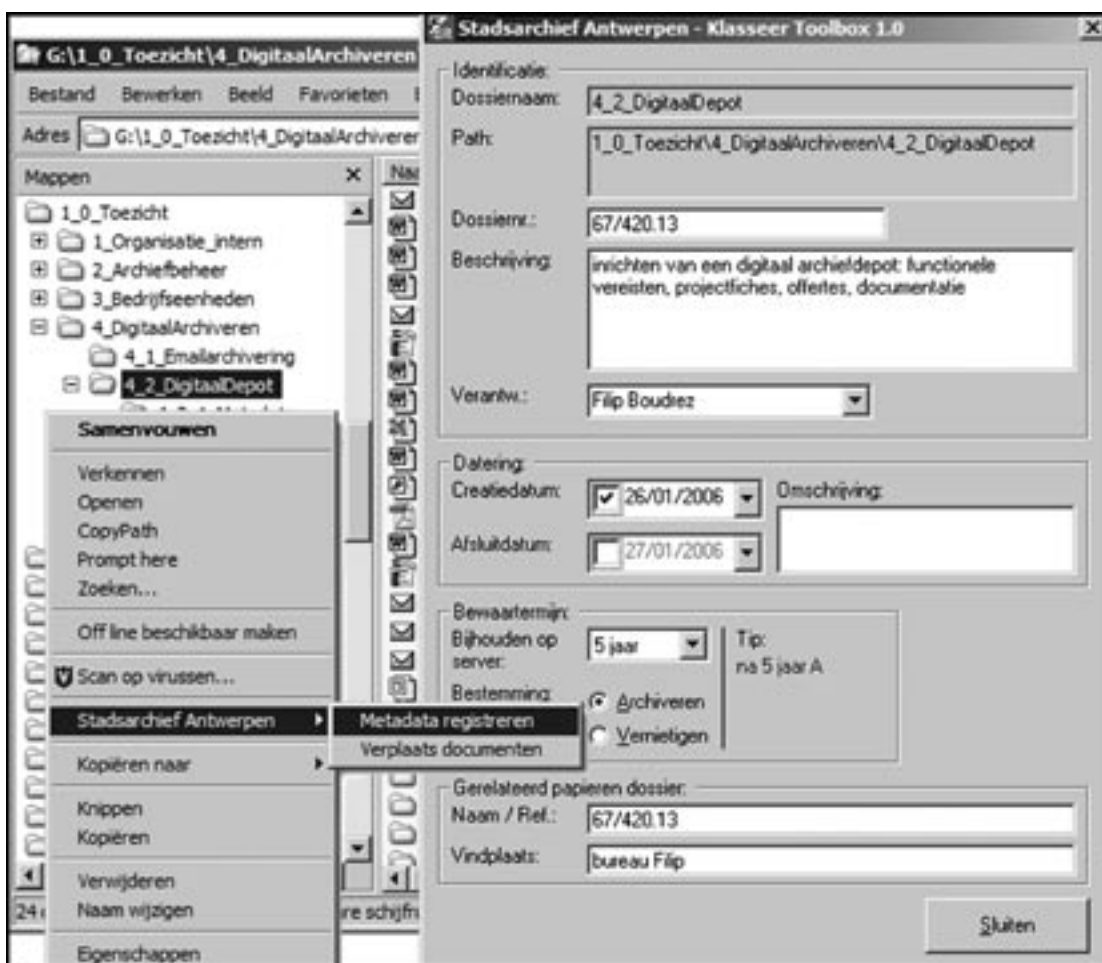 G:\1_0_Toezicht\4_DigitaalArchiveren
Bestand Bewerken Beeld Favorieten
Adres G:\1_0_Toezicht\4_DigitaalArchiveren
Mappen
1_0_Toezicht
1_Organisatie_intern
2_Archiefbeheer
3_Bedrijfseenheden
4_DigitaalArchiveren
4_1_Emailarchivering
4_2_DigitaalDepot
Samenvouwen
Verkennen
Openen
CopyPath
Prompt here
Zoeken...
Off line beschikbaar maken
Scan op virussen...
Stadsarchief Antwerpen
Kopiëren naar
Knippen
Kopiëren
Verwijderen
Naam wijzigen
Eigenschappen
Metadata registreren
Verplaats documenten
24
Stadsarchief Antwerpen - Klasseer Toolbox 1.0
Identificatie:
Dossiernaam: 4_2_DigitaalDepot
Path: 1_0_Toezicht\4_DigitaalArchiveren\4_2_DigitaalDepot
Dossiernr.: 67/420.13
Beschrijving: inrichten van een digitaal archiefdepot: functionele
vereisten, projectfiches, offertes, documentatie
Verantw.: Filip Boudrez
Datering:
Creatiedatum: 26/01/2006 Omschrijving:
Afsluitdatum: 27/01/2006
Bewaartermijn:
Bijhouden op
server: 5 jaar
Tip:
na 5 jaar A
Bestemming
Archiveren
Vernietigen
Gerelateerd papieren dossier:
Naam / Ref.: 67/420.13
Vindplaats: bureau Filip
Sluiten